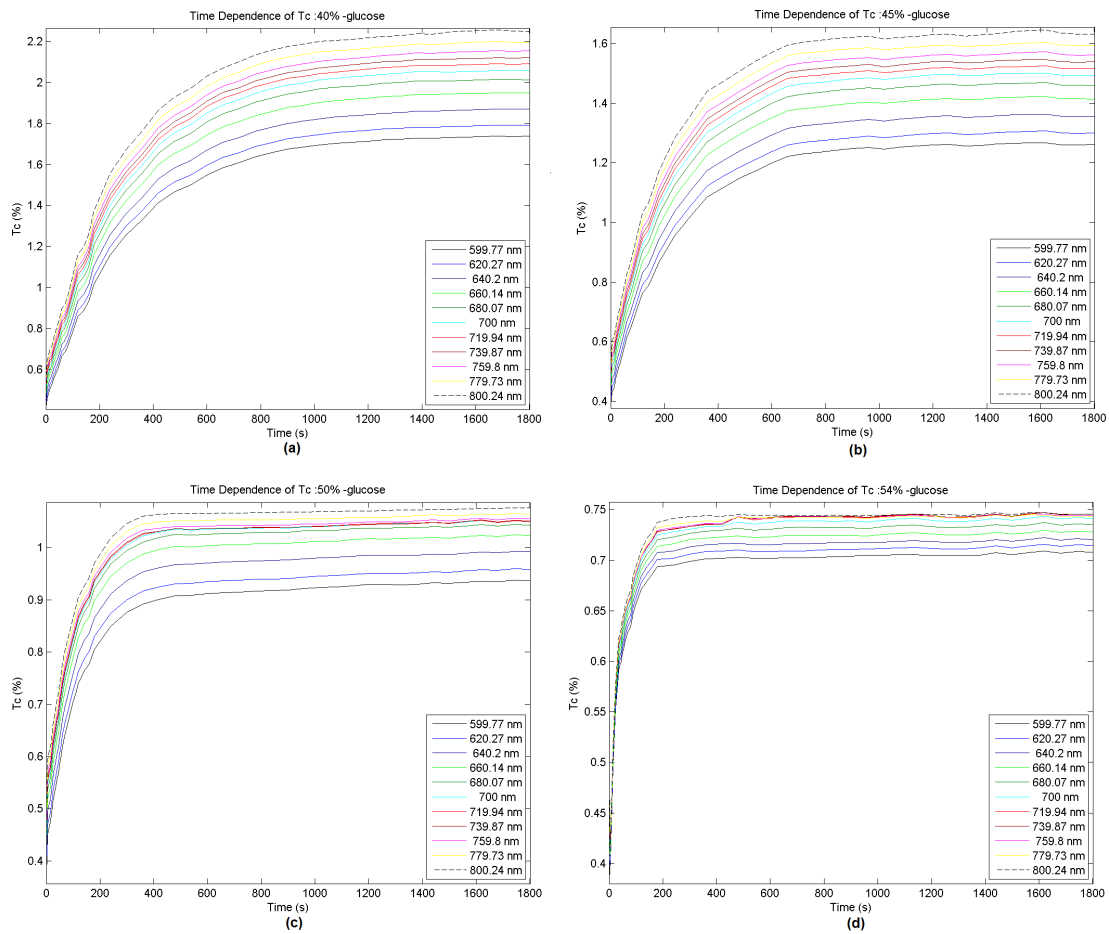 Time Dependence of Tc :40% -glucose
2.2
2
1.8
1.6
1.4
1.2
1
0.8
0.6
Tc (%)
599.77 nm
620.27 nm
640.2 nm
660.14 nm
680.07 nm
700 nm
719.94 nm
739.87 nm
759.8 nm
779.73 nm
800.24 nm
0 200 400 600 800 1000 1200 1400 1600 1800
Time (s)
(a)
Time Dependence of Tc :45% -glucose
1.6
1.4
1.2
1
0.8
0.6
0.4
Tc (%)
599.77 nm
620.27 nm
640.2 nm
660.14 nm
680.07 nm
700 nm
719.94 nm
739.87 nm
759.8 nm
779.73 nm
800.24 nm
0 200 400 600 800 1000 1200 1400 1600 1800
Time (s)
(b)
Time Dependence of Tc :50% -glucose
1
0.9
0.8
0.7
0.6
0.5
0.4
Tc (%)
599.77 nm
620.27 nm
640.2 nm
660.14 nm
680.07 nm
700 nm
719.94 nm
739.87 nm
759.8 nm
779.73 nm
800.24 nm
0 200 400 600 800 1000 1200 1400 1600 1800
Time (s)
(c)
Time Dependence of Tc :54% -glucose
0.75
0.7
0.65
0.6
0.55
0.5
0.45
0.4
Tc (%)
599.77 nm
620.27 nm
640.2 nm
660.14 nm
680.07 nm
700 nm
719.94 nm
739.87 nm
759.8 nm
779.73 nm
800.24 nm
0 200 400 600 800 1000 1200 1400 1600 1800
Time (s)
(d)